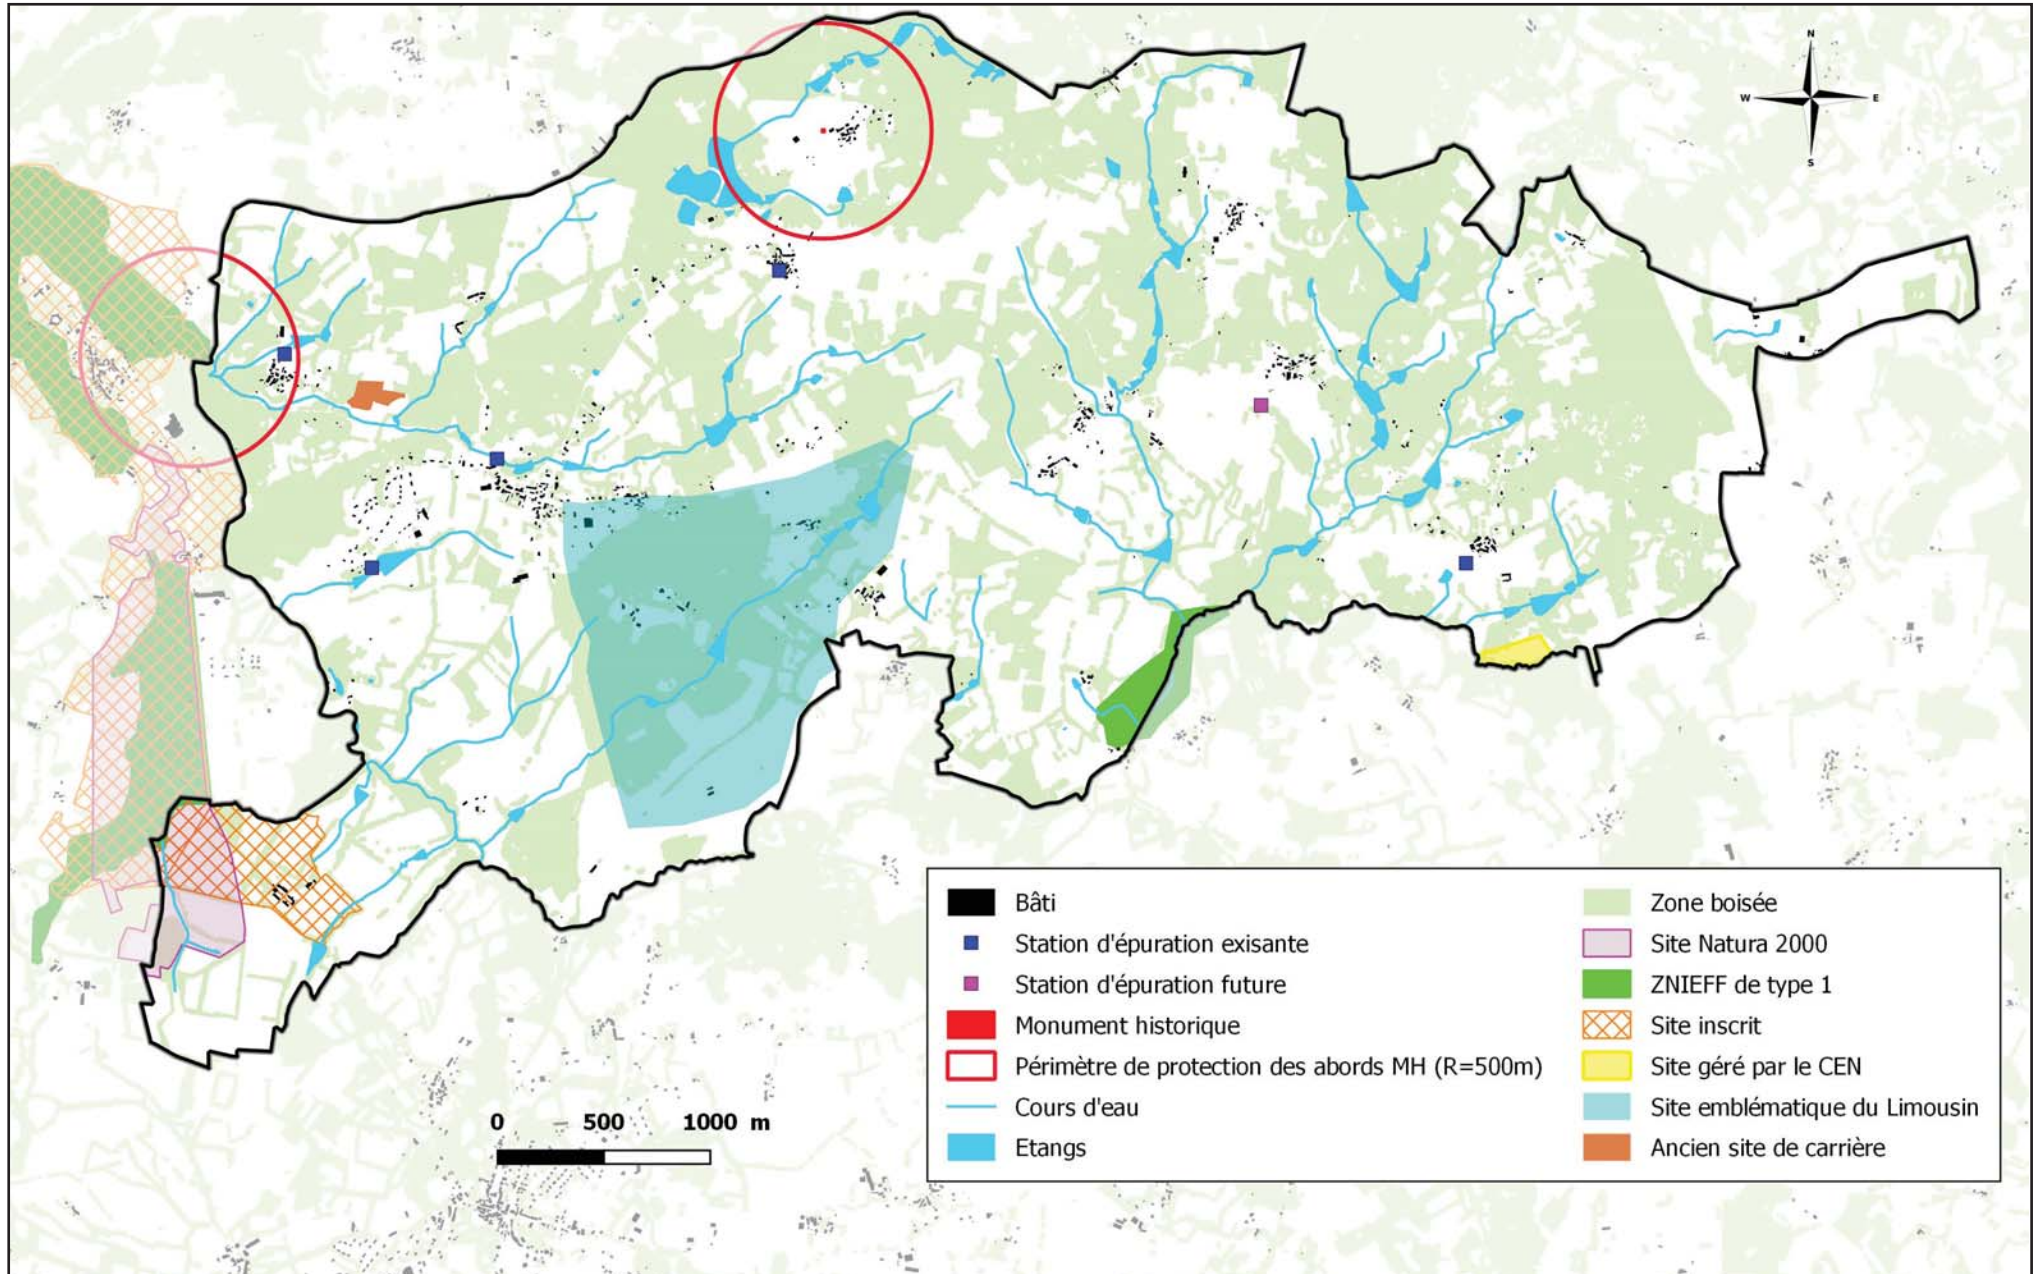 N
W E
S
0 500 1000 m
Bâti
Station d'épuration exisante
Station d'épuration future
Monument historique
Périmètre de protection des abords MH (R=500m)
Cours d'eau
Etangs
Zone boisée
Site Natura 2000
ZNIEFF de type 1
Site inscrit
Site géré par le CEN
Site emblématique du Limousin
Ancien site de carrière